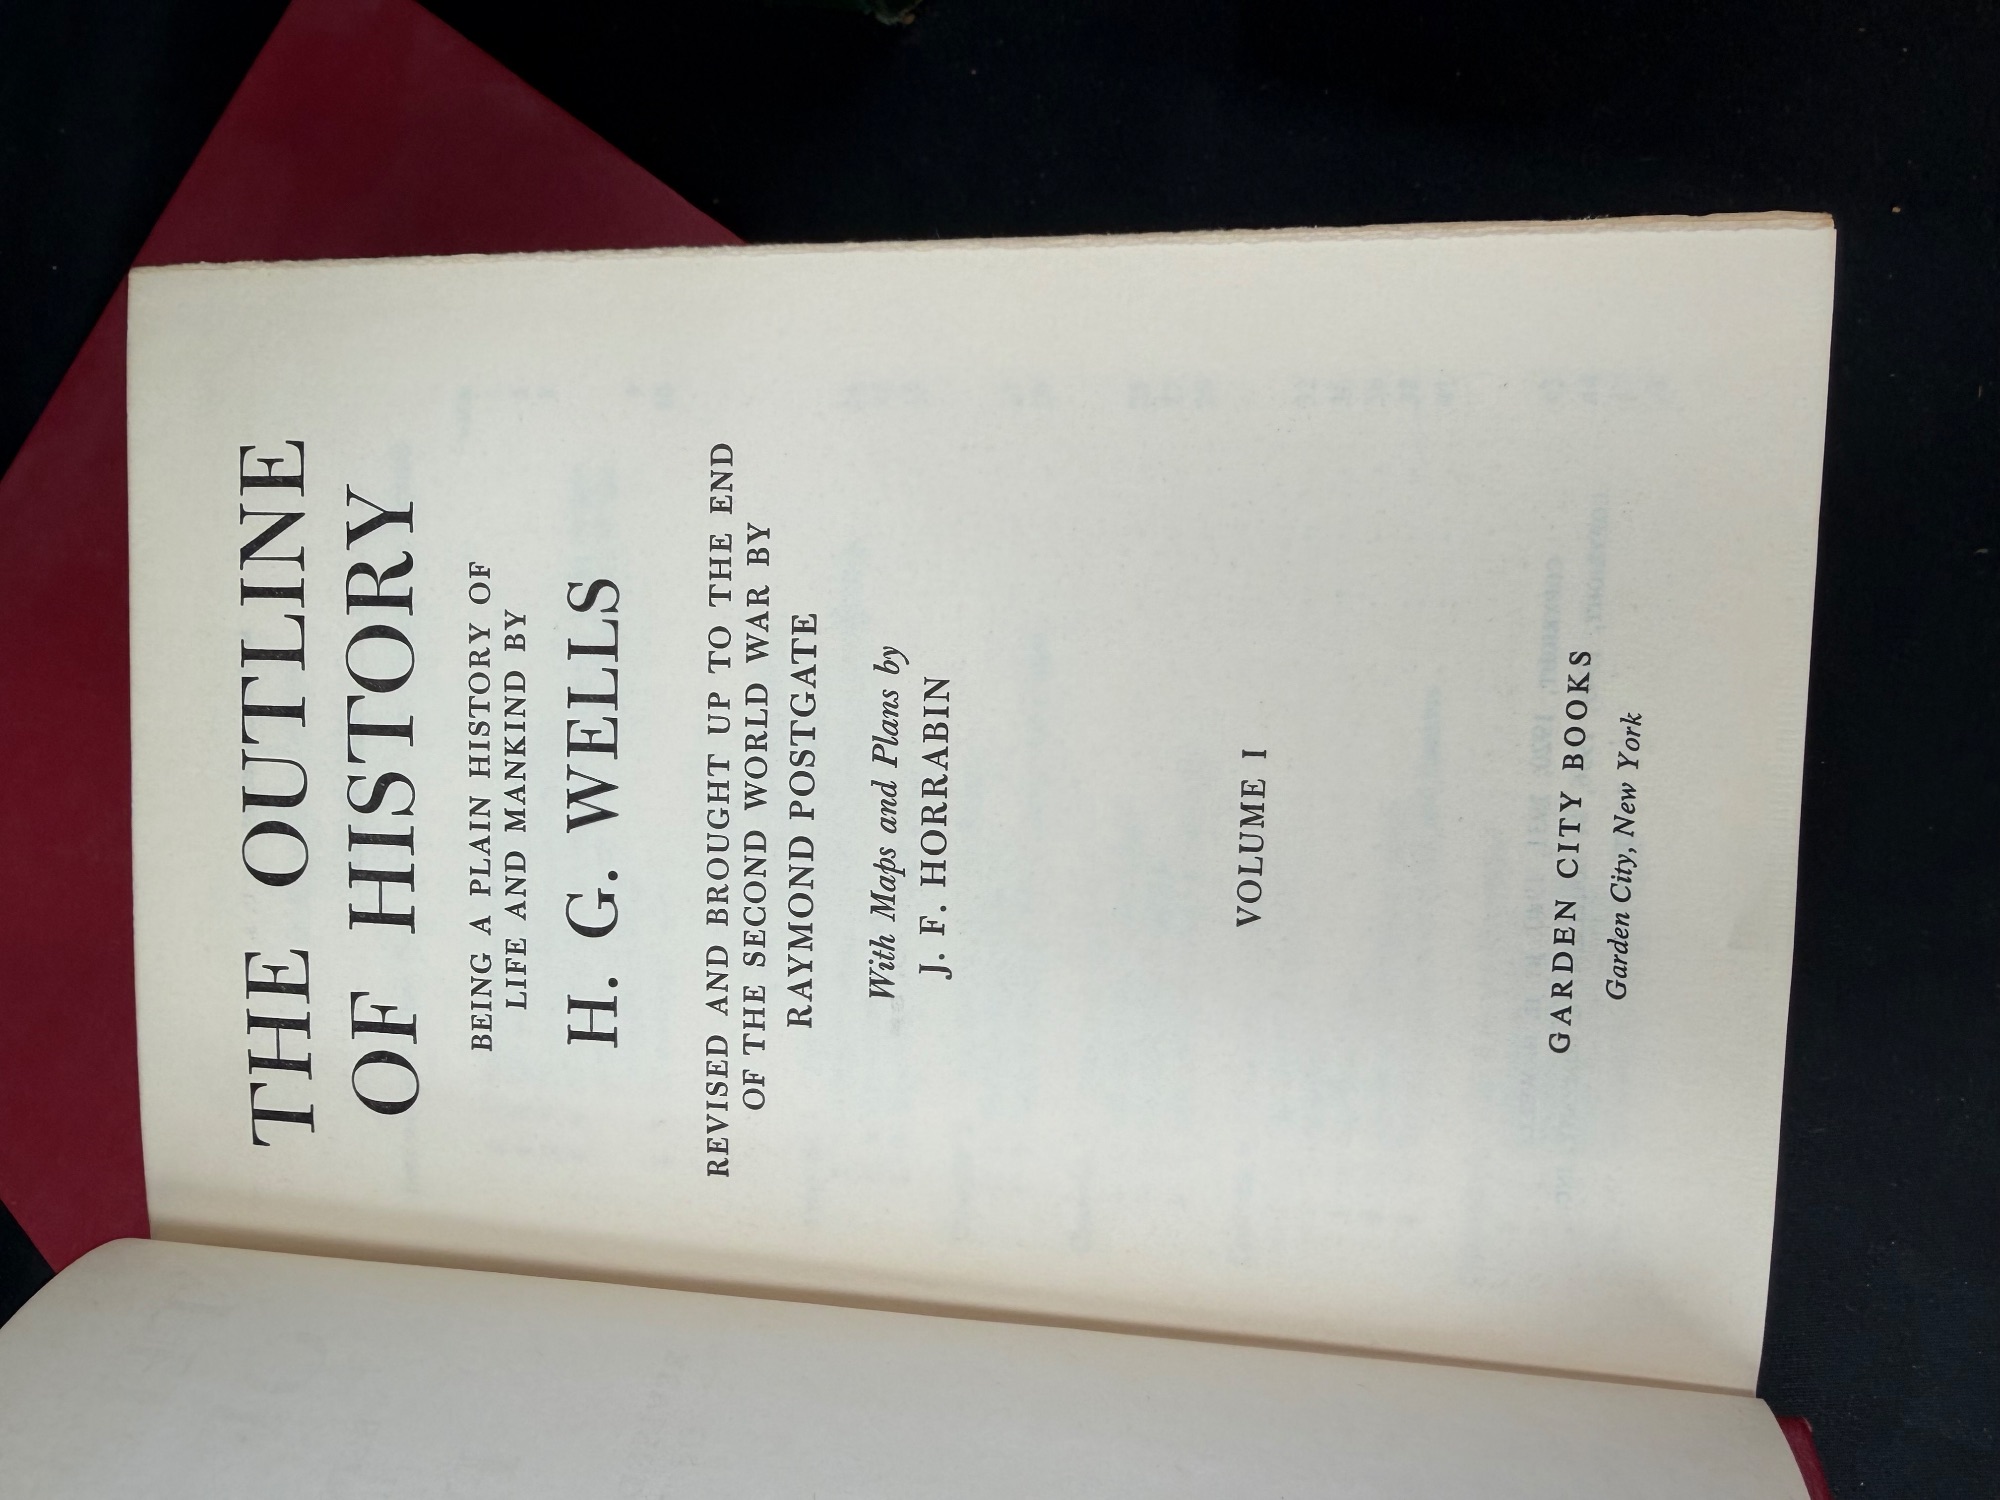 THE OUTLINE
OF HISTORY
BEING A PLAIN HISTORY OF
LIFE AND MANKIND BY
H. G. WELLS
REVISED AND BROUGHT UP TO THE END
OF THE SECOND WORLD WAR BY
RAYMOND POSTGATE
With Maps and Plans by
J. F. HORRABIN
VOLUME I
GARDEN CITY BOOKS
Garden City, New York